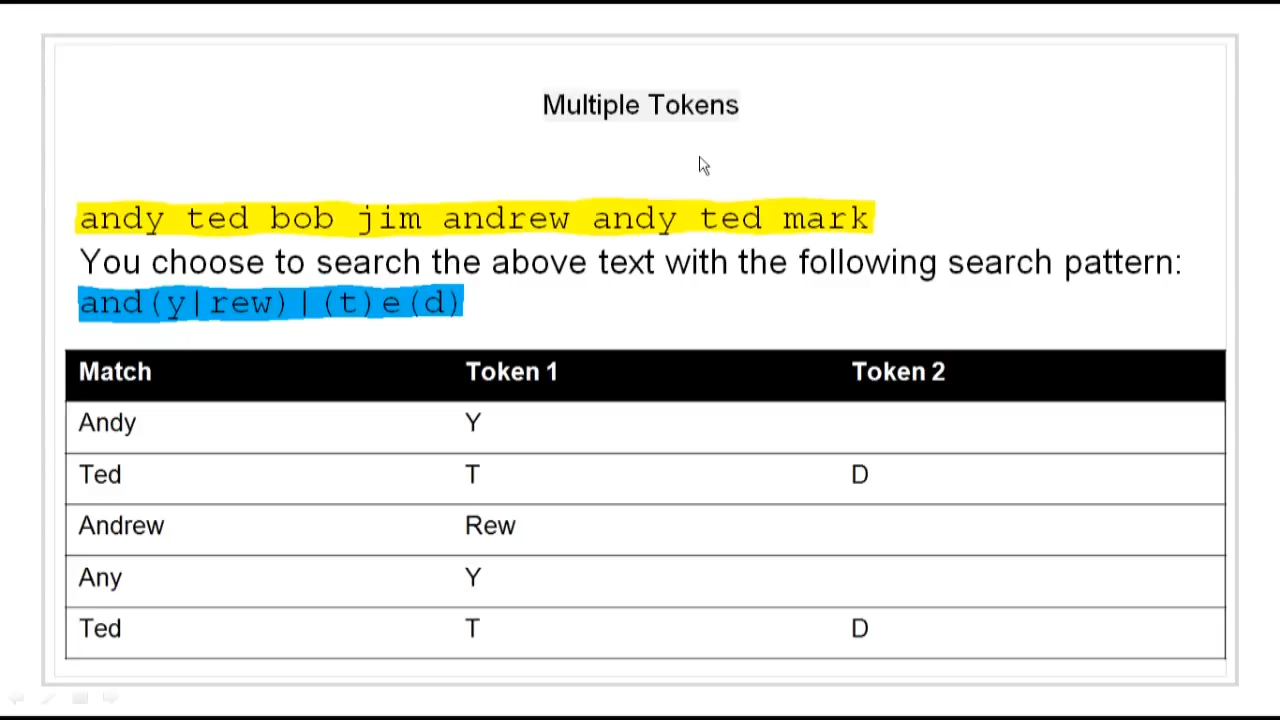 Multiple Tokens
andy ted bob jim andrew andy ted mark
You choose to search the above text with the following search pattern:
and(y|rew)|(t)e(d)
Match Token 1 Token 2
Andy Y
Ted T D
Andrew Rew
Any Y
Ted T D